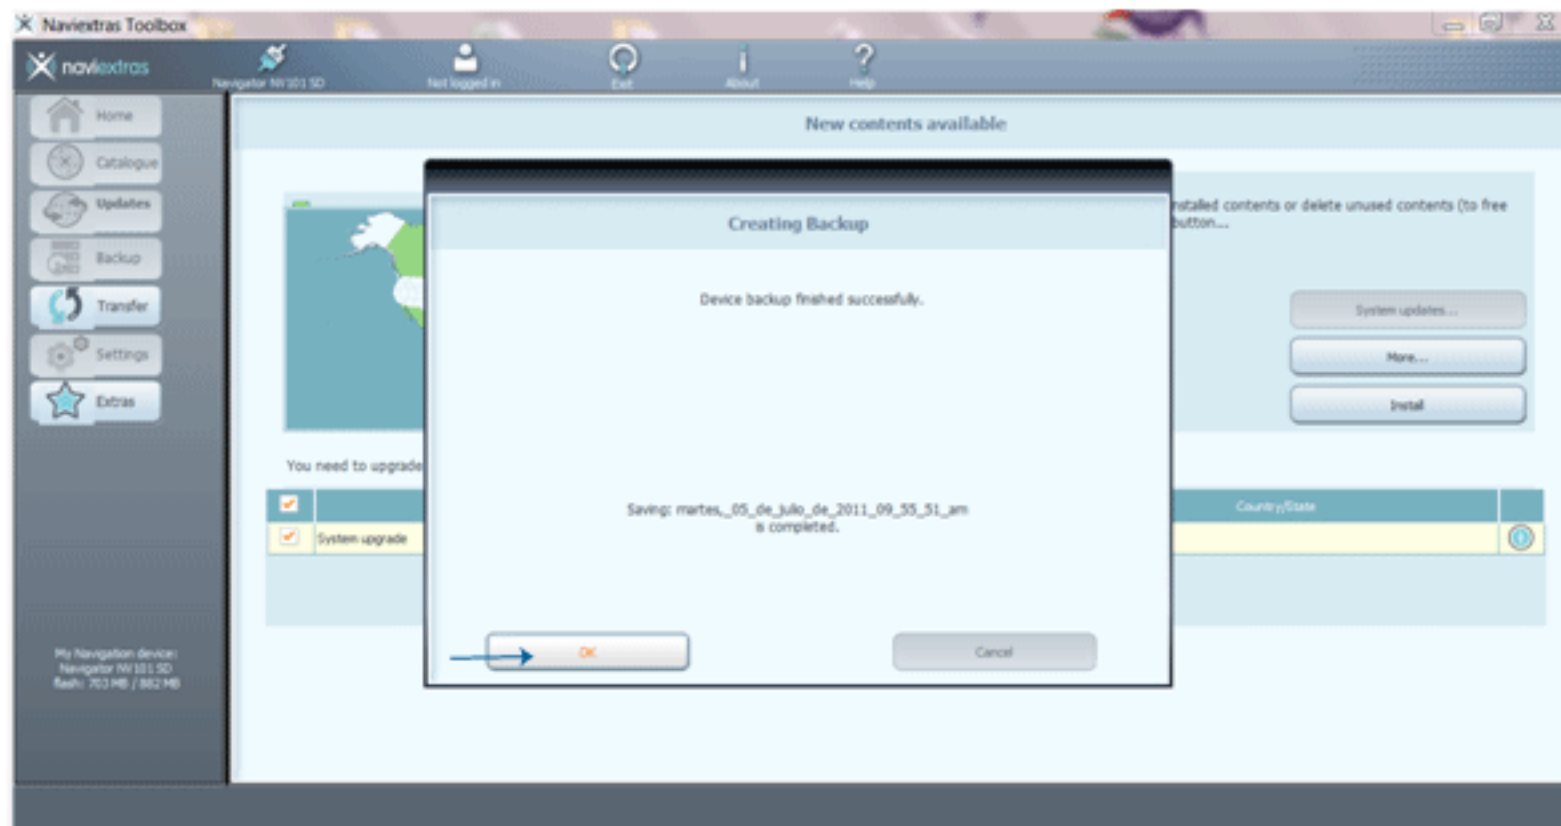 Naviextras Toolbox
naviextras
Navigator NV101 SD
Not logged in
Exit
About
Help
Home
Catalogue
Updates
Backup
Transfer
Settings
Extras
My Navigation device:
Navigator NV101 SD
flash: 703 MB / 882 MB
New contents available
nstalled contents or delete unused contents (to free
button...
System updates...
More...
Install
You need to upgrade
Country/State
System upgrade
Creating Backup
Device backup finished successfully.
Saving: martes,_05_de_julio_de_2011_09_55_51_am
is completed.
OK
Cancel